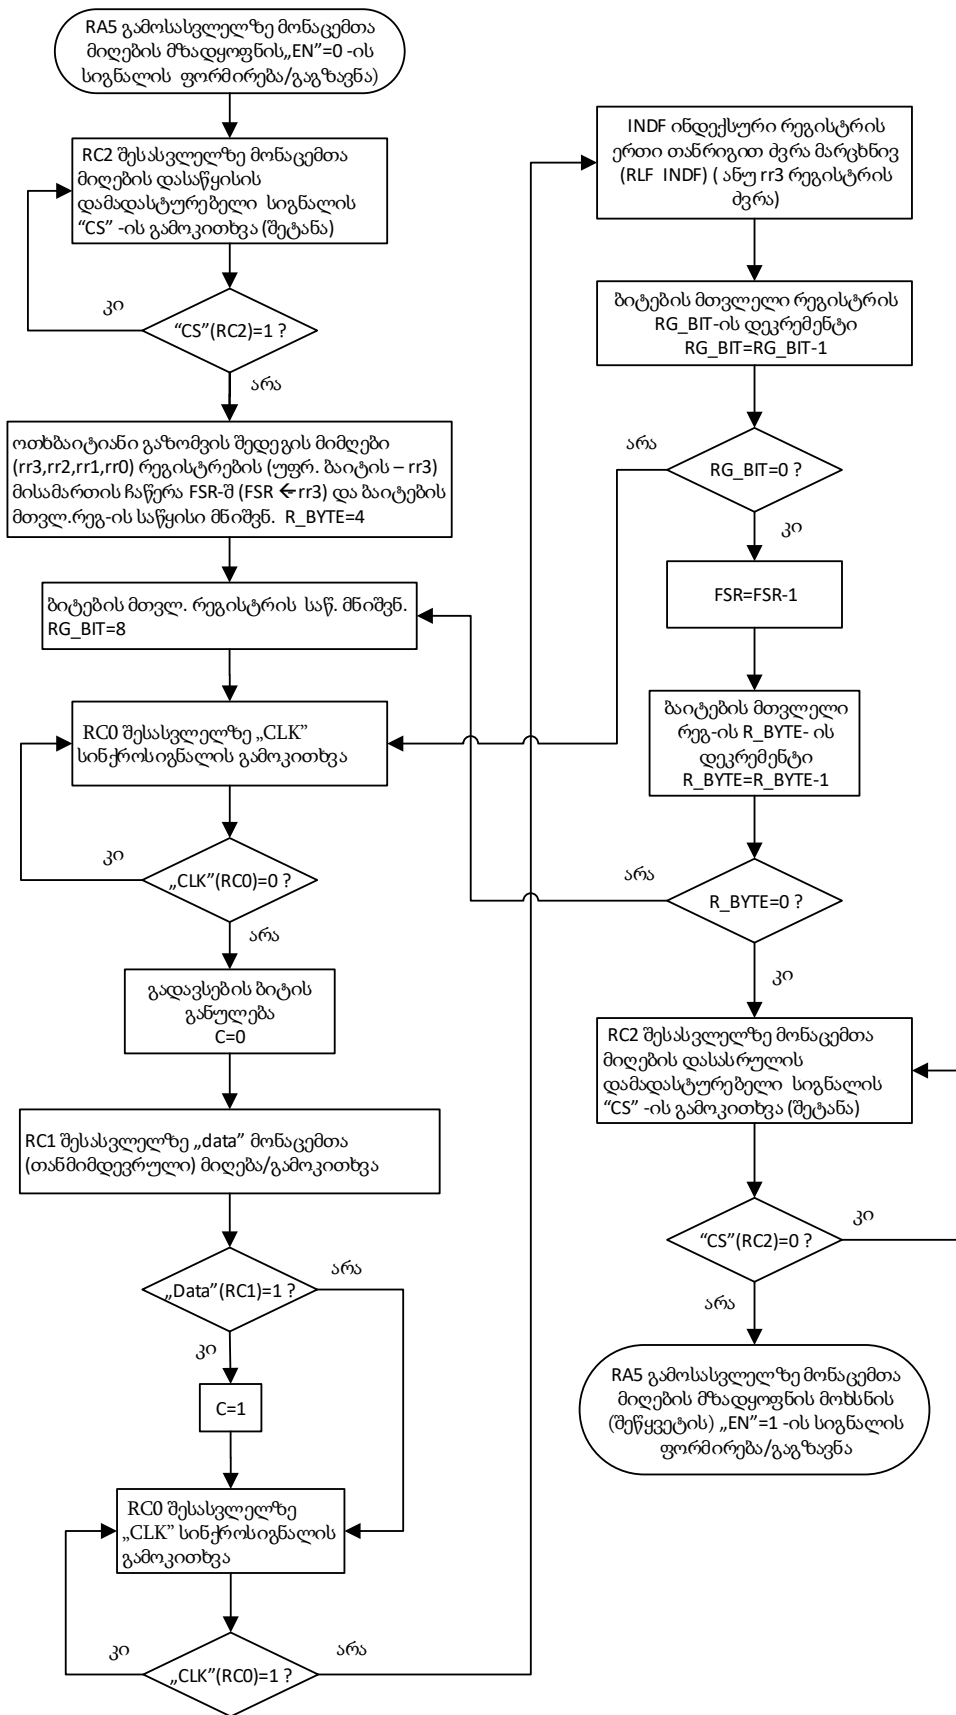 RA5 გამოსასვლელზე მონაცემთა
მიღების მზადყოფნის„EN”=0 -ის
სიგნალის ფორმირება/გაგზავნა)
RC2 შესასვლელზე მონაცემთა
მიღების დასაწყისის
დამადასტურებელი სიგნალის
“CS” -ის გამოკითხვა (შეტანა)
კი
“CS”(RC2)=1 ?
არა
ოთხბაიტიანი გაზომვის შედეგის მიმღები
(rr3,rr2,rr1,rr0) რეგისტრების (უფრ. ბაიტის – rr3)
მისამართის ჩაწერა FSR-შ (FSR ←rr3) და ბაიტების
მთვლ.რეგ-ის საწყისი მნიშვნ. R_BYTE=4
ბიტების მთვლ. რეგისტრის საწ. მნიშვნ.
RG_BIT=8
RC0 შესასვლელზე „CLK”
სინქროსიგნალის გამოკითხვა
კი
„CLK”(RC0)=0 ?
არა
გადავსების ბიტის
განულება
C=0
RC1 შესასვლელზე „data” მონაცემთა
(თანმიმდევრული) მიღება/გამოკითხვა
„Data”(RC1)=1 ?
არა
კი
C=1
RC0 შესასვლელზე
„CLK” სინქროსიგნალის
გამოკითხვა
კი
„CLK”(RC0)=1 ?
არა
INDF ინდექსური რეგისტრის
ერთი თანრიგით ძვრა მარცხნივ
(RLF INDF) ( ანუ rr3 რეგისტრის
ძვრა)
ბიტების მთვლელი რეგისტრის
RG_BIT-ის დეკრემენტი
RG_BIT=RG_BIT-1
არა
RG_BIT=0 ?
კი
FSR=FSR-1
ბაიტების მთვლელი
რეგ-ის R_BYTE- ის
დეკრემენტი
R_BYTE=R_BYTE-1
არა
R_BYTE=0 ?
კი
RC2 შესასვლელზე მონაცემთა
მიღების დასასრულის
დამადასტურებელი სიგნალის
“CS” -ის გამოკითხვა (შეტანა)
“CS”(RC2)=0 ?
კი
არა
RA5 გამოსასვლელზე მონაცემთა
მიღების მზადყოფნის მოხსნის
(შეწყვეტის) „EN”=1 -ის სიგნალის
ფორმირება/გაგზავნა